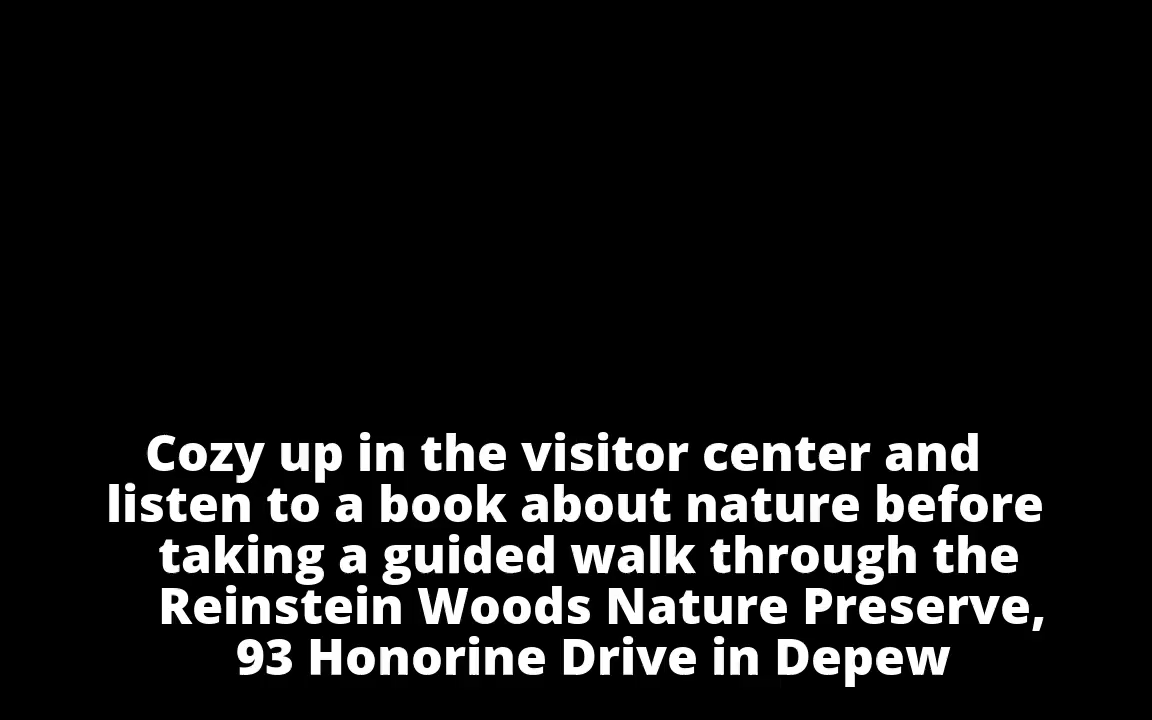 Cozy up in the visitor center and
listen to a book about nature before
taking a guided walk through the
Reinstein Woods Nature Preserve,
93 Honorine Drive in Depew